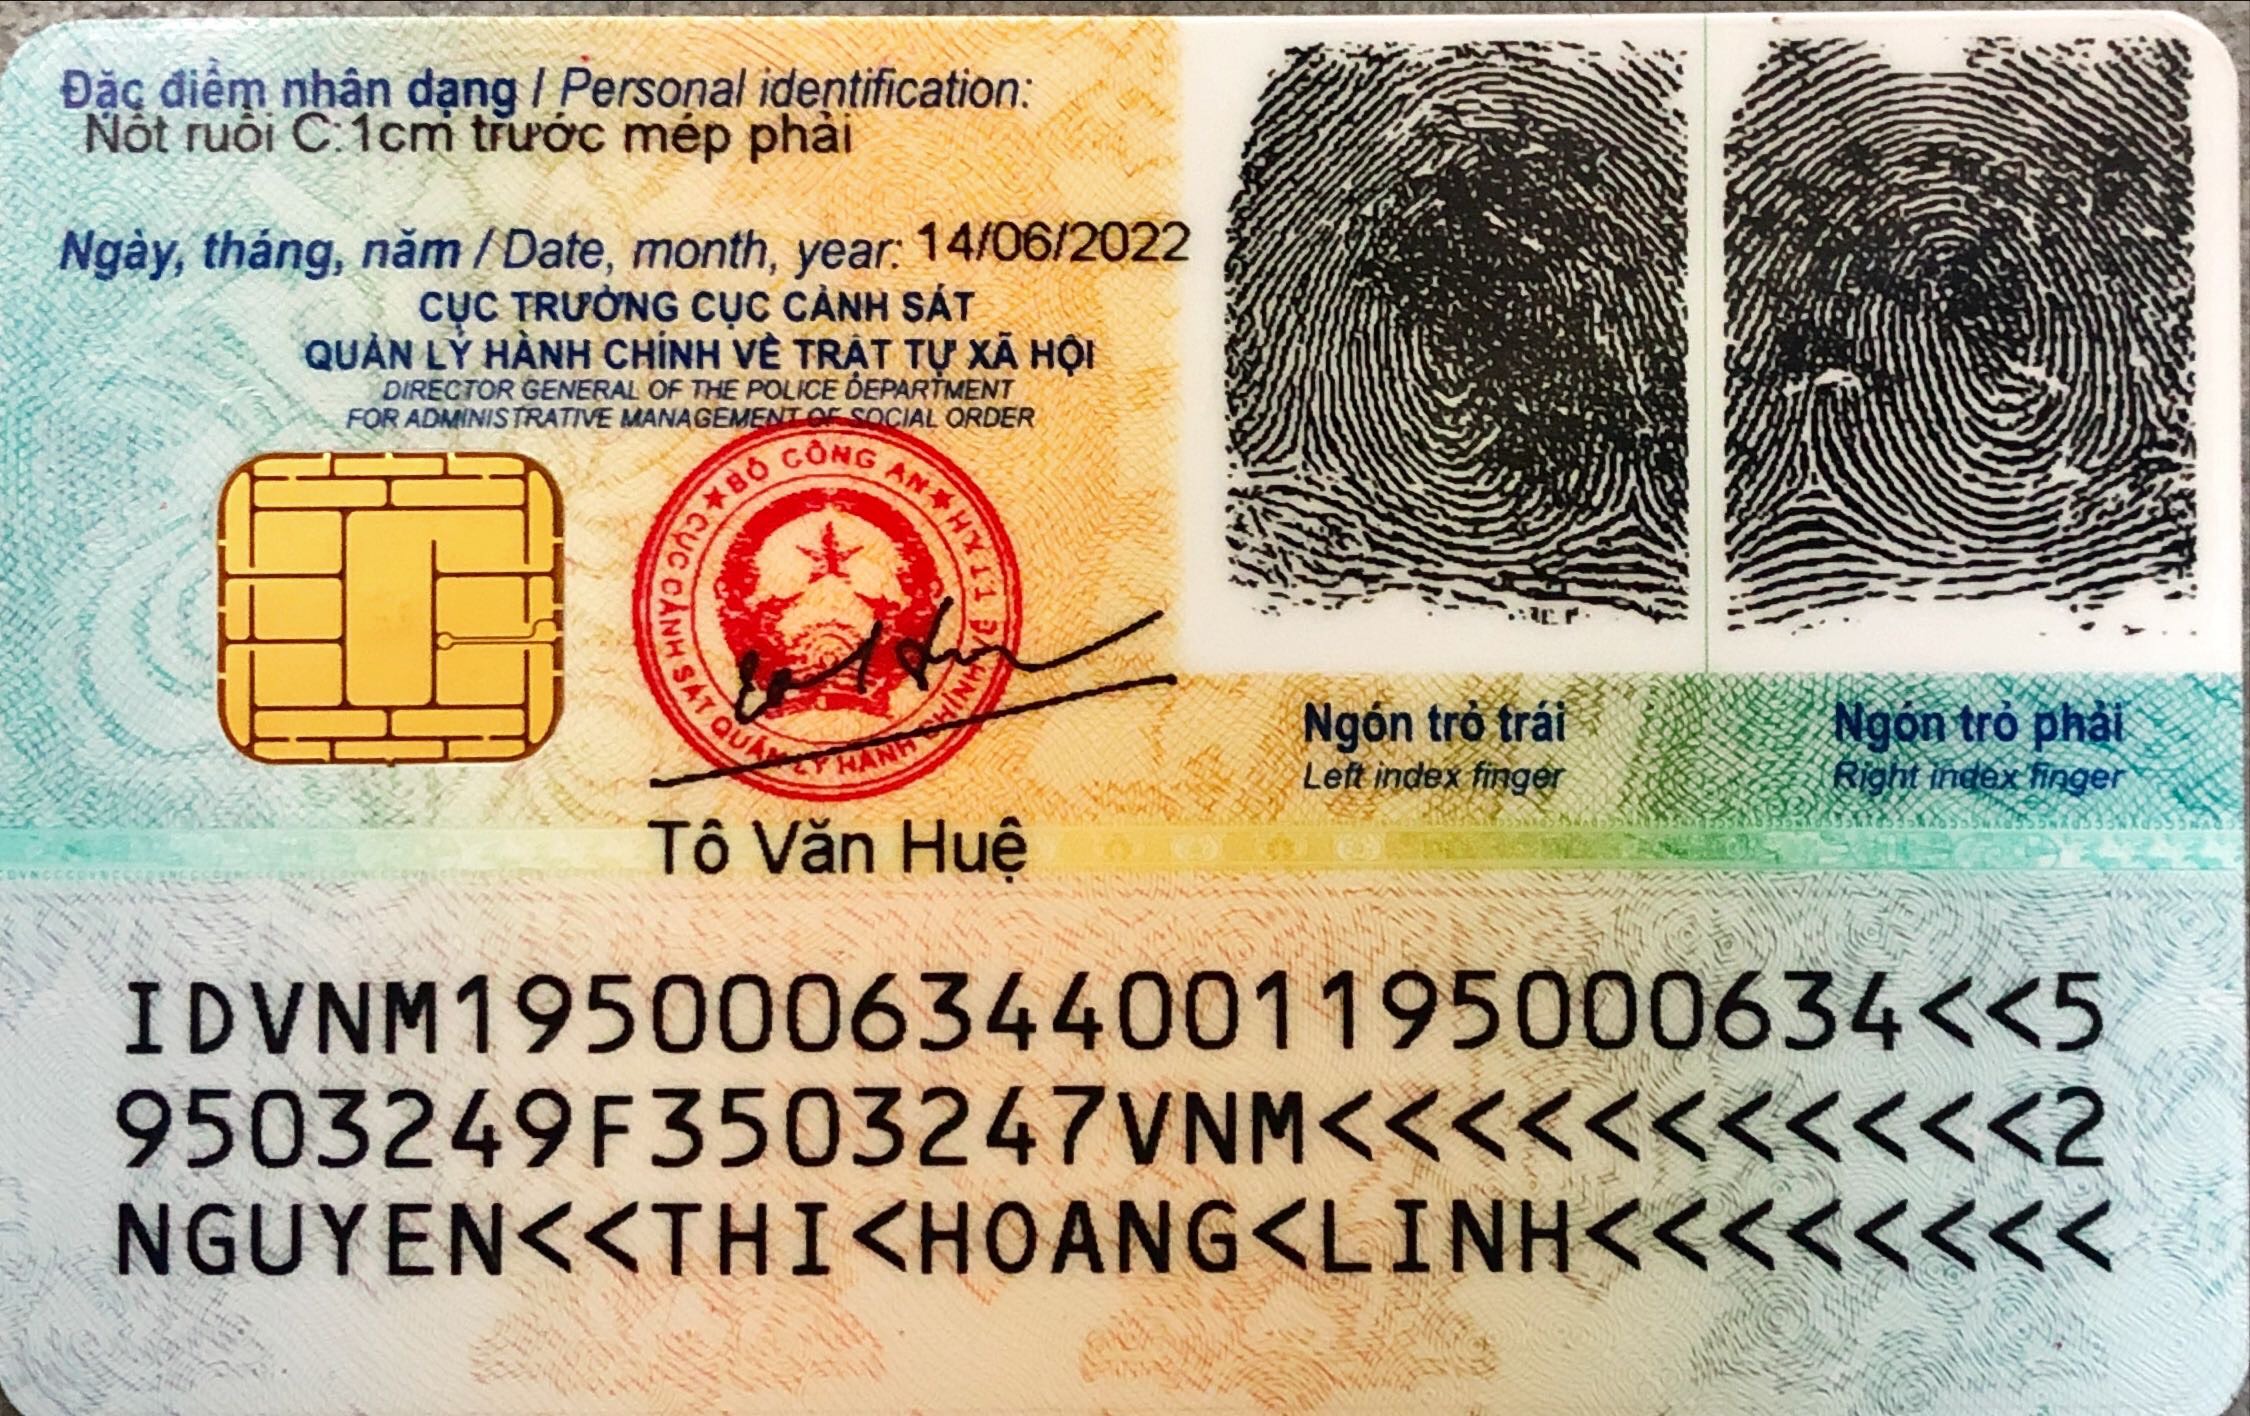 Đặc điểm nhân dạng / Personal identification:
Nốt ruồi C:1cm trước mép phải
Ngày, tháng, năm / Date, month, year: 14/06/2022
CỤC TRƯỞNG CỤC CẢNH SÁT
QUẢN LÝ HÀNH CHÍNH VỀ TRẬT TỰ XÃ HỘI
DIRECTOR GENERAL OF THE POLICE DEPARTMENT
FOR ADMINISTRATIVE MANAGEMENT OF SOCIAL ORDER
BỘ CÔNG AN
CỤC CẢNH SÁT QUẢN LÝ HÀNH CHÍNH VỀ TTXH
Tô Văn Huệ
Ngón trỏ trái
Left index finger
Ngón trỏ phải
Right index finger
IDVNM1950006344001195000634<<5
9503249F3503247VNM<<<<<<<<<<<2
NGUYEN<<THI<HOANG<LINH<<<<<<<<